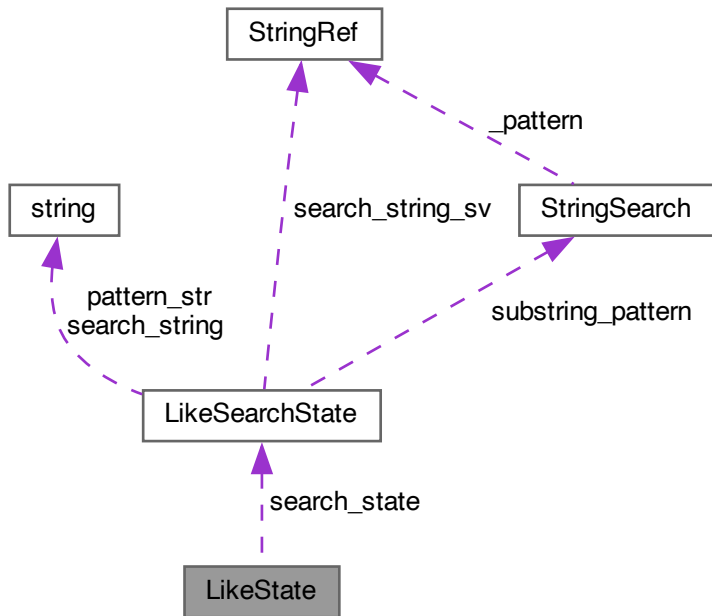 StringRef
_pattern
string
search_string_sv
StringSearch
pattern_str
search_string
substring_pattern
LikeSearchState
search_state
LikeState